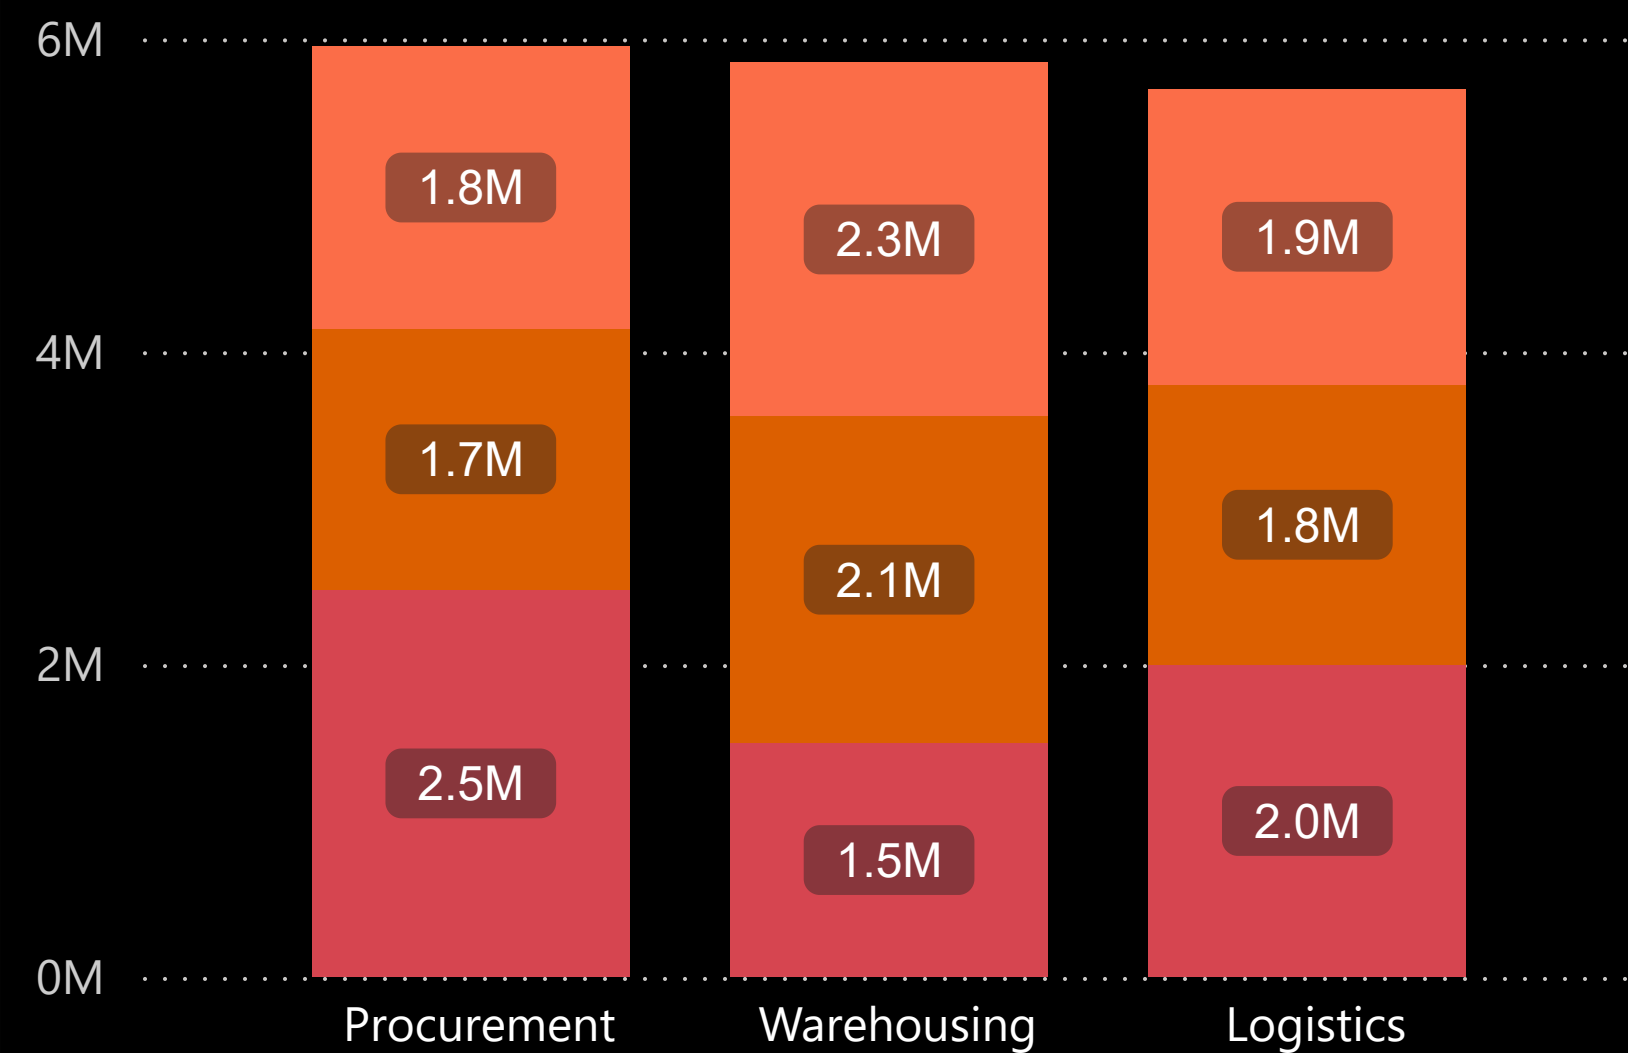 6M
1.8M
2.3M
1.9M
4M
1.7M
2.1M
1.8M
2M
2.5M
1.5M
2.0M
0M
Procurement
Warehousing
Logistics